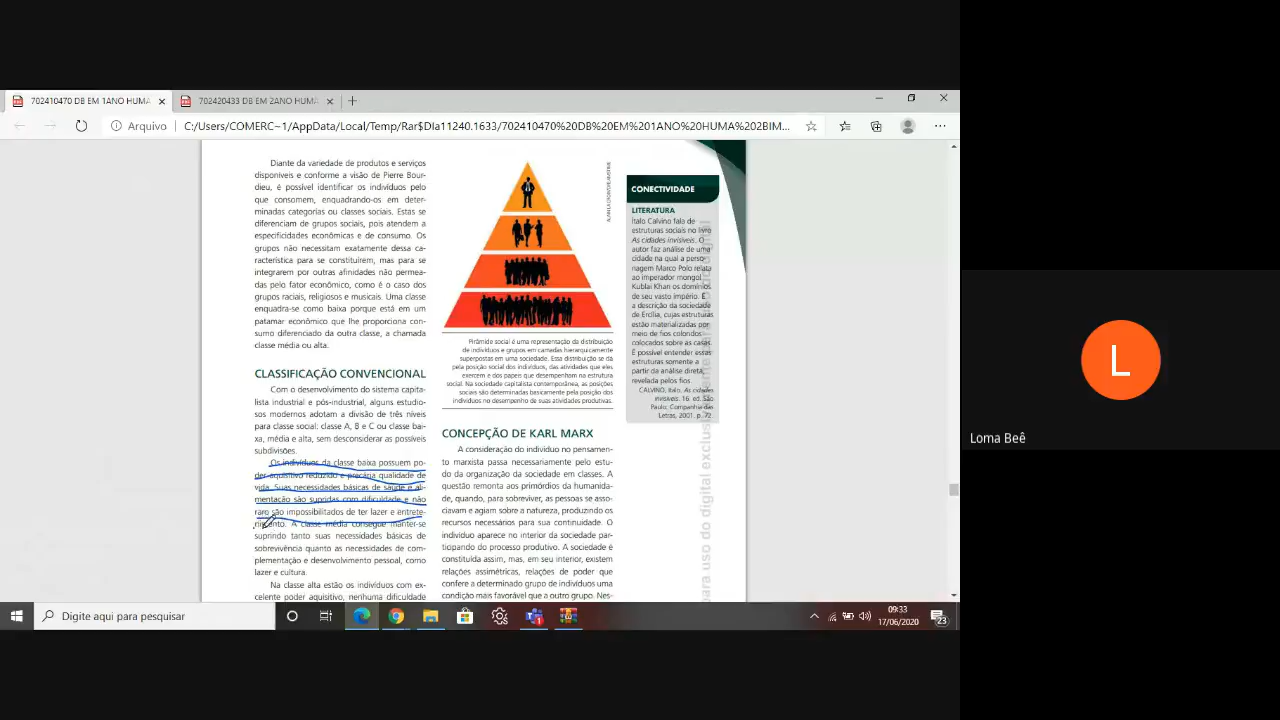 702410470 DB EM 1ANO HUMA
702420433 DB EM 2ANO HUMA
Arquivo
C:/Users/COMERC~1/AppData/Local/Temp/Rar$DIa11240.1633/702410470%20DB%20EM%201ANO%20HUMA%202BIM...
Diante da variedade de produtos e serviços
disponíveis e conforme a visão de Pierre Bour-
dieu, é possível identificar os indivíduos pelo
que consomem, enquadrando-os em deter-
minadas categorias ou classes sociais. Estas se
diferenciam de grupos sociais, pois atendem a
especificidades econômicas e de consumo. Os
grupos não necessitam exatamente dessa ca-
racterística para se constituírem, mas para se
integrarem por outras afinidades não permea-
das pelo fator econômico, como é o caso dos
grupos raciais, religiosos e musicais. Uma classe
enquadra-se como baixa porque está em um
patamar econômico que lhe proporciona con-
sumo diferenciado da outra classe, a chamada
classe média ou alta.
CLASSIFICAÇÃO CONVENCIONAL
Com o desenvolvimento do sistema capita-
lista industrial e pós-industrial, alguns estudio-
sos modernos adotam a divisão de três níveis
para classe social: classe A, B e C ou classe bai-
xa, média e alta, sem desconsiderar as possíveis
subdivisões.
Os indivíduos da classe baixa possuem po-
der aquisitivo reduzido e precária qualidade de
vida. Suas necessidades básicas de saúde e ali-
mentação são supridas com dificuldade e não
raro são impossibilitados de ter lazer e entrete-
nimento. A classe média consegue manter-se
suprindo tanto suas necessidades básicas de
sobrevivência quanto as necessidades de com-
plementação e desenvolvimento pessoal, como
lazer e cultura.
Na classe alta estão os indivíduos com ex-
celente poder aquisitivo, nenhuma dificuldade
Pirâmide social é uma representação da distribuição
de indivíduos e grupos em camadas hierarquicamente
superpostas em uma sociedade. Essa distribuição se dá
pela posição social dos indivíduos, das atividades que eles
exercem e dos papeis que desempenham na estrutura
social. Na sociedade capitalista contemporânea, as posições
sociais são determinadas basicamente pela posição dos
indivíduos no desempenho de suas atividades produtivas.
CONCEPÇÃO DE KARL MARX
A consideração do indivíduo no pensamen-
to marxista passa necessariamente pelo estu-
do da organização da sociedade em classes. A
questão remonta aos primórdios da humanida-
de, quando, para sobreviver, as pessoas se asso-
ciavam e agiam sobre a natureza, produzindo os
recursos necessários para sua continuidade. O
indivíduo aparece no interior da sociedade par-
ticipando do processo produtivo. A sociedade é
constituída assim, mas, em seu interior, existem
relações assimétricas, relações de poder que
confere a determinado grupo de indivíduos uma
condição mais favorável que a outro grupo. Nes-
CONECTIVIDADE
LITERATURA
Ítalo Calvino fala de
estruturas sociais no livro
As cidades invisíveis. O
autor faz análise de uma
cidade na qual a perso-
nagem Marco Polo relata
ao imperador mongol
Kublai Khan os domínios
de seu vasto império. É
a descrição da sociedade
de Ercília, cujas estruturas
estão materializadas por
meio de fios coloridos
colocados sobre as casas.
É possível entender essas
estruturas somente a
partir da análise direta,
revelada pelos fios.
CALVINO, Italo. As cidades
invisíveis. 16. ed. São
Paulo: Companhia das
Letras, 2001. p. 72
para uso do digital
L
Loma Beê
Digite aqui para pesquisar
1
09:33
17/06/2020
23